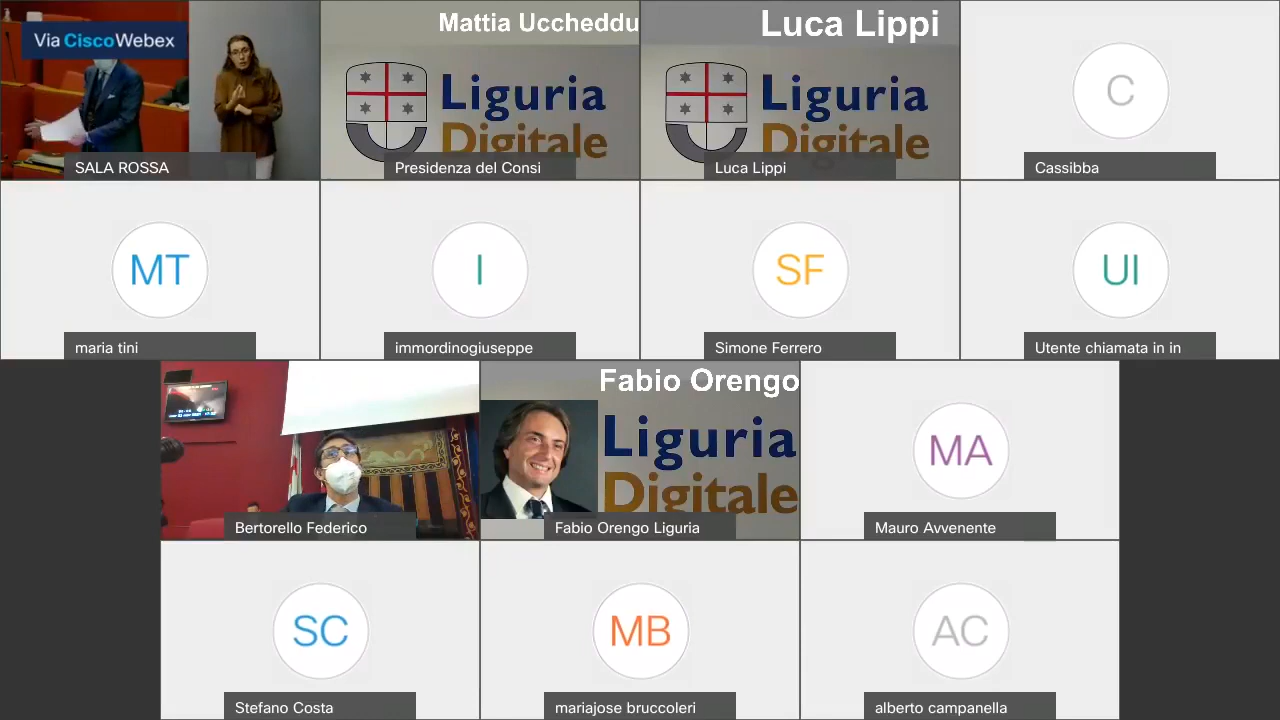 Via Cisco Webex
SALA ROSSA
Mattia Uccheddu
Liguria
Digitale
Presidenza del Consi
Luca Lippi
Liguria
Digitale
Luca Lippi
C
Cassibba
MT
maria tini
I
immordinogiuseppe
SF
Simone Ferrero
UI
Utente chiamata in in
Bertorello Federico
Fabio Orengo
Liguria
Digitale
Fabio Orengo Liguria
MA
Mauro Avvenente
SC
Stefano Costa
MB
mariajose bruccoleri
AC
alberto campanella